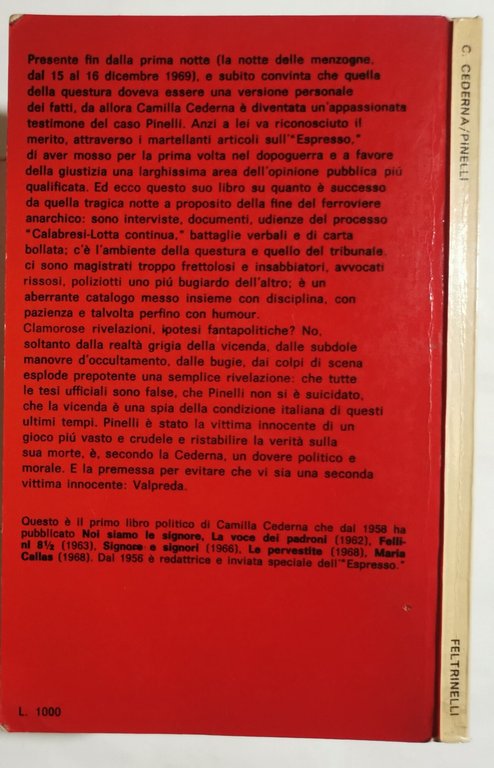 Presente fin dalla prima notte (la notte delle menzogne,
dal 15 al 16 dicembre 1969), e subito convinta che quella
della questura doveva essere una versione personale
dei fatti, da allora Camilla Cederna è diventata un'appassionata
testimone del caso Pinelli. Anzi a lei va riconosciuto il
merito, attraverso i martellanti articoli sull'"Espresso,"
di aver mosso per la prima volta nel dopoguerra e a favore
della giustizia una larghissima area dell'opinione pubblica piú
qualificata. Ed ecco questo suo libro su quanto è successo
da quella tragica notte a proposito della fine del ferroviere
anarchico: sono interviste, documenti, udienze del processo
"Calabresi-Lotta continua," battaglie verbali e di carta
bollata; c'è l'ambiente della questura e quello del tribunale,
ci sono magistrati troppo frettolosi e insabbiatori, avvocati
rissosi, poliziotti uno piú bugiardo dell'altro; è un
aberrante catalogo messo insieme con disciplina, con
pazienza e talvolta perfino con humour.
Clamorose rivelazioni, ipotesi fantapolitiche? No,
soltanto dalla realtà grigia della vicenda, dalle subdole
manovre d'occultamento, dalle bugie, dai colpi di scena
esplode prepotente una semplice rivelazione: che tutte
le tesi ufficiali sono false, che Pinelli non si è suicidato,
che la vicenda è una spia della condizione italiana di questi
ultimi tempi. Pinelli è stato la vittima innocente di un
gioco piú vasto e crudele e ristabilire la verità sulla
sua morte, è, secondo la Cederna, un dovere politico e
morale. E la premessa per evitare che vi sia una seconda
vittima innocente: Valpreda.
Questo è il primo libro politico di Camilla Cederna che dal 1958 ha
pubblicato Noi siamo le signore, La voce dei padroni (1962), Felli-
ni 8½ (1963), Signore e signori (1966), Le pervestite (1968), Maria
Callas (1968). Dal 1956 è redattrice e inviata speciale dell'"Espresso."
L. 1000
C. CEDERNA/PINELLI
FELTRINELLI